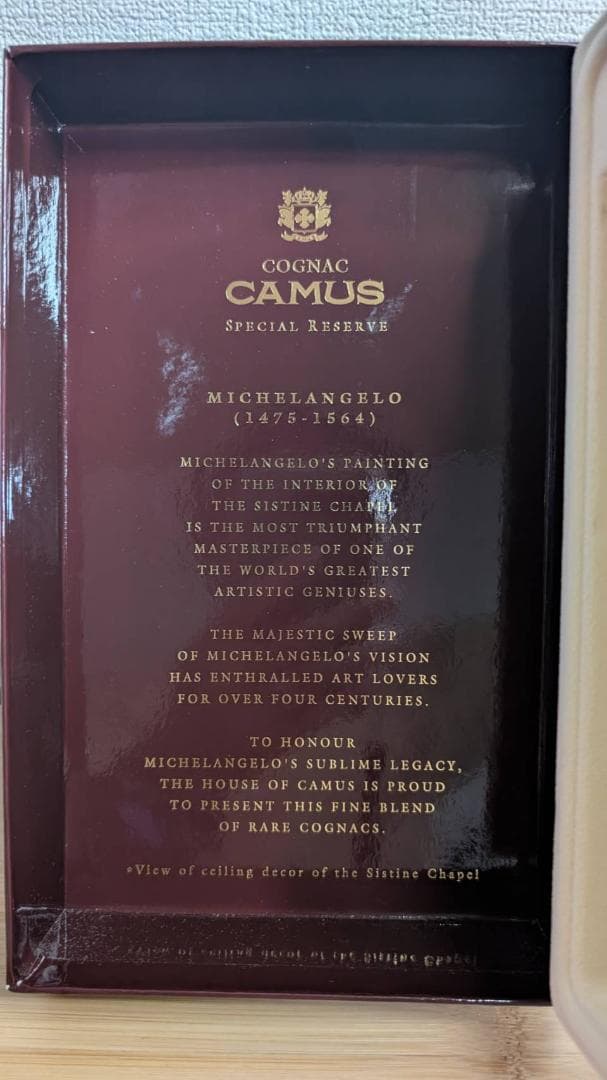 COGNAC
CAMUS
SPECIAL RESERVE
MICHELANGELO
(1475-1564)
MICHELANGELO'S PAINTING
OF THE INTERIOR OF
THE SISTINE CHAPEL
IS THE MOST TRIUMPHANT
MASTERPIECE OF ONE OF
THE WORLD'S GREATEST
ARTISTIC GENIUSES.
THE MAJESTIC SWEEP
OF MICHELANGELO'S VISION
HAS ENTHRALLED ART LOVERS
FOR OVER FOUR CENTURIES.
TO HONOUR
MICHELANGELO'S SUBLIME LEGACY,
THE HOUSE OF CAMUS IS PROUD
TO PRESENT THIS FINE BLEND
OF RARE COGNACS.
*View of ceiling decor of the Sistine Chapel